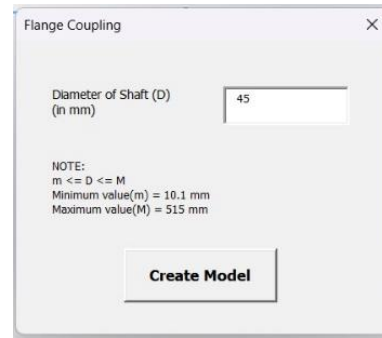 Flange Coupling
Diameter of Shaft (D)
(in mm)
45
NOTE:
m <= D <= M
Minimum value(m) = 10.1 mm
Maximum value(M) = 515 mm
Create Model